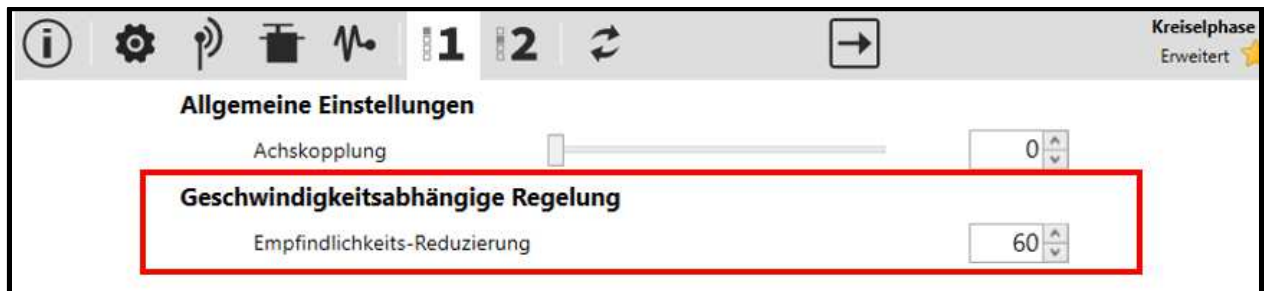 1 2 Kreiselphase
Erweitert
Allgemeine Einstellungen
Achskopplung 0
Geschwindigkeitsabhängige Regelung
Empfindlichkeits-Reduzierung 60